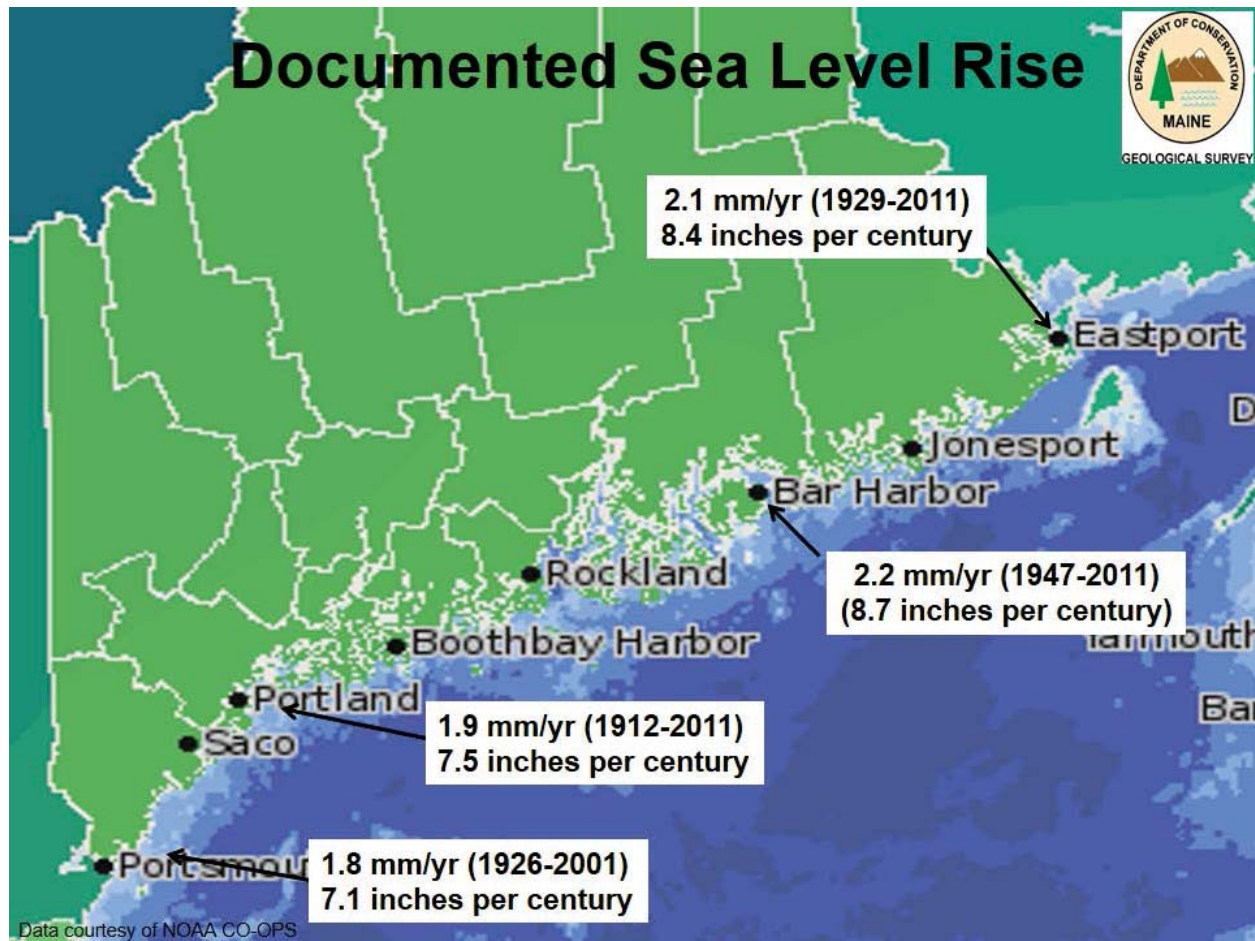 Documented Sea Level Rise
DEPARTMENT OF CONSERVATION
MAINE
GEOLOGICAL SURVEY
2.1 mm/yr (1929-2011)
8.4 inches per century
Eastport
D
Jonesport
Bar Harbor
Rockland
2.2 mm/yr (1947-2011)
(8.7 inches per century)
Boothbay Harbor
Portland
Ba
1.9 mm/yr (1912-2011)
7.5 inches per century
Saco
Portsmou
1.8 mm/yr (1926-2001)
7.1 inches per century
Data courtesy of NOAA CO-OPS